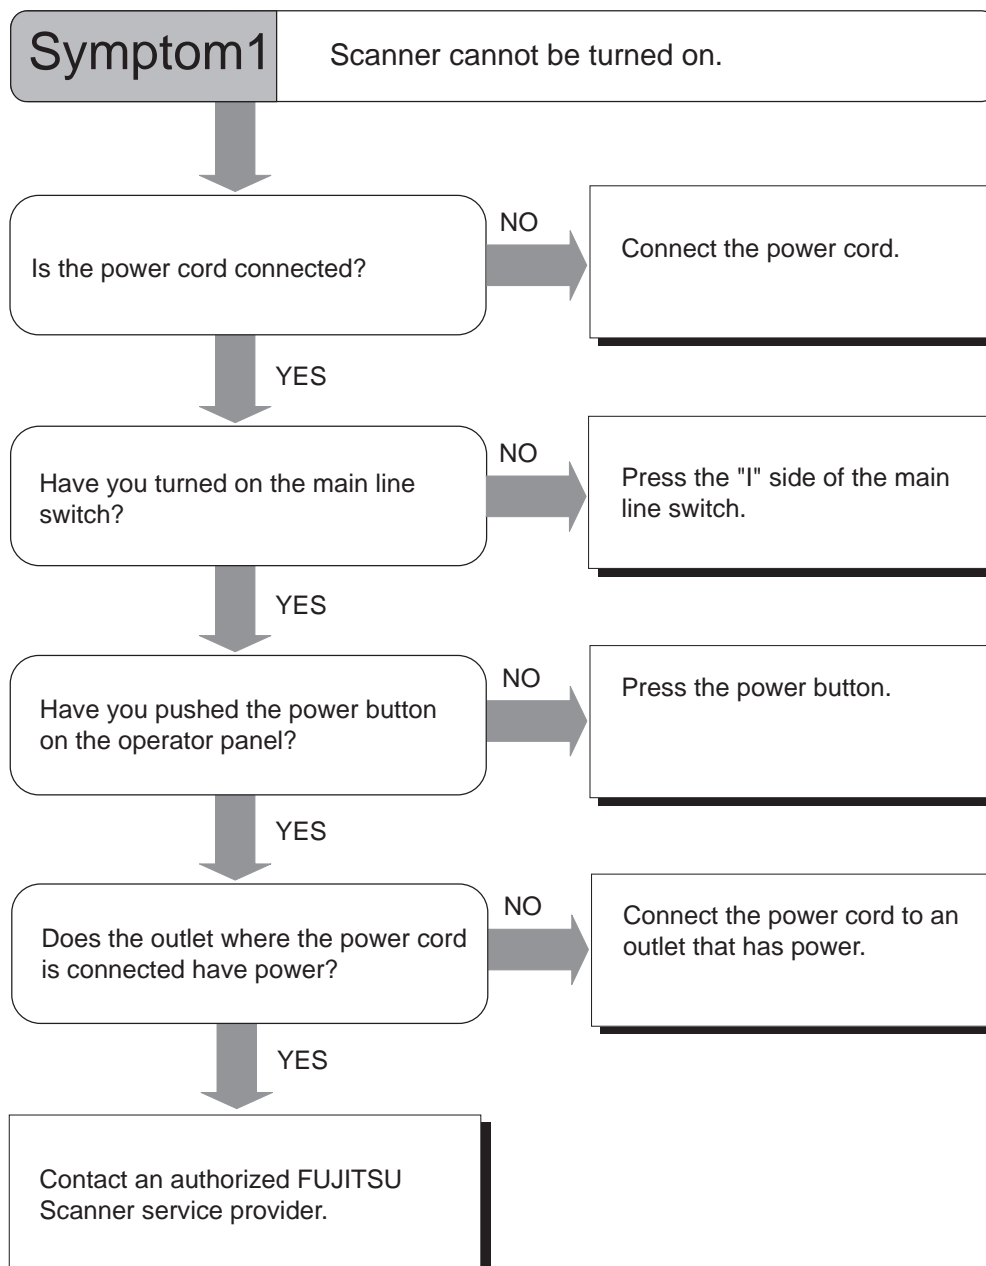 Symptom1
Scanner cannot be turned on.
Is the power cord connected?
NO
Connect the power cord.
YES
Have you turned on the main line
switch?
NO
Press the "I" side of the main
line switch.
YES
Have you pushed the power button
on the operator panel?
NO
Press the power button.
YES
Does the outlet where the power cord
is connected have power?
NO
Connect the power cord to an
outlet that has power.
YES
Contact an authorized FUJITSU
Scanner service provider.